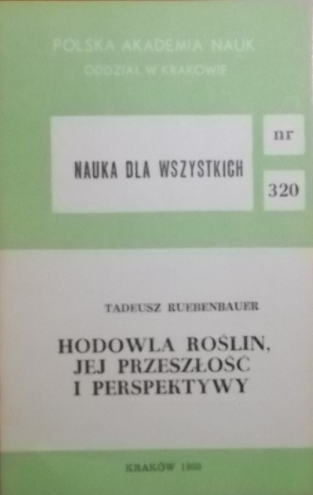 POLSKA AKADEMIA NAUK
ODDZIAŁ W KRAKOWIE
NAUKA DLA WSZYSTKICH
nr
320
TADEUSZ RUEBENBAUER
HODOWLA ROŚLIN,
JEJ PRZESZŁOŚĆ
I PERSPEKTYWY
KRAKÓW